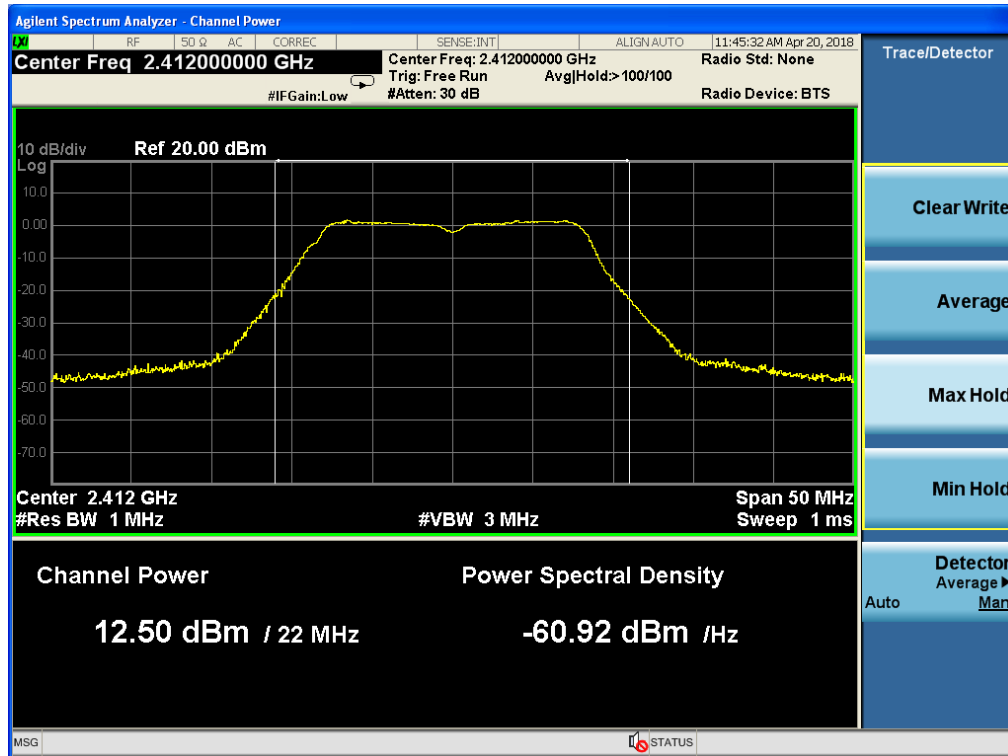 Agilent Spectrum Analyzer - Channel Power
LXI RF 50 Ω AC CORREC SENSE:INT ALIGN AUTO 11:45:32 AM Apr 20, 2018
Center Freq 2.412000000 GHz
Center Freq: 2.412000000 GHz Radio Std: None
Trig: Free Run Avg|Hold:>100/100
#IFGain:Low #Atten: 30 dB Radio Device: BTS
10 dB/div Ref 20.00 dBm
Log
10.0
0.00
-10.0
-20.0
-30.0
-40.0
-50.0
-60.0
-70.0
Center 2.412 GHz Span 50 MHz
#Res BW 1 MHz #VBW 3 MHz Sweep 1 ms
Channel Power Power Spectral Density
12.50 dBm / 22 MHz -60.92 dBm /Hz
MSG STATUS
Trace/Detector
Clear Write
Average
Max Hold
Min Hold
Detector
Average
Auto Man